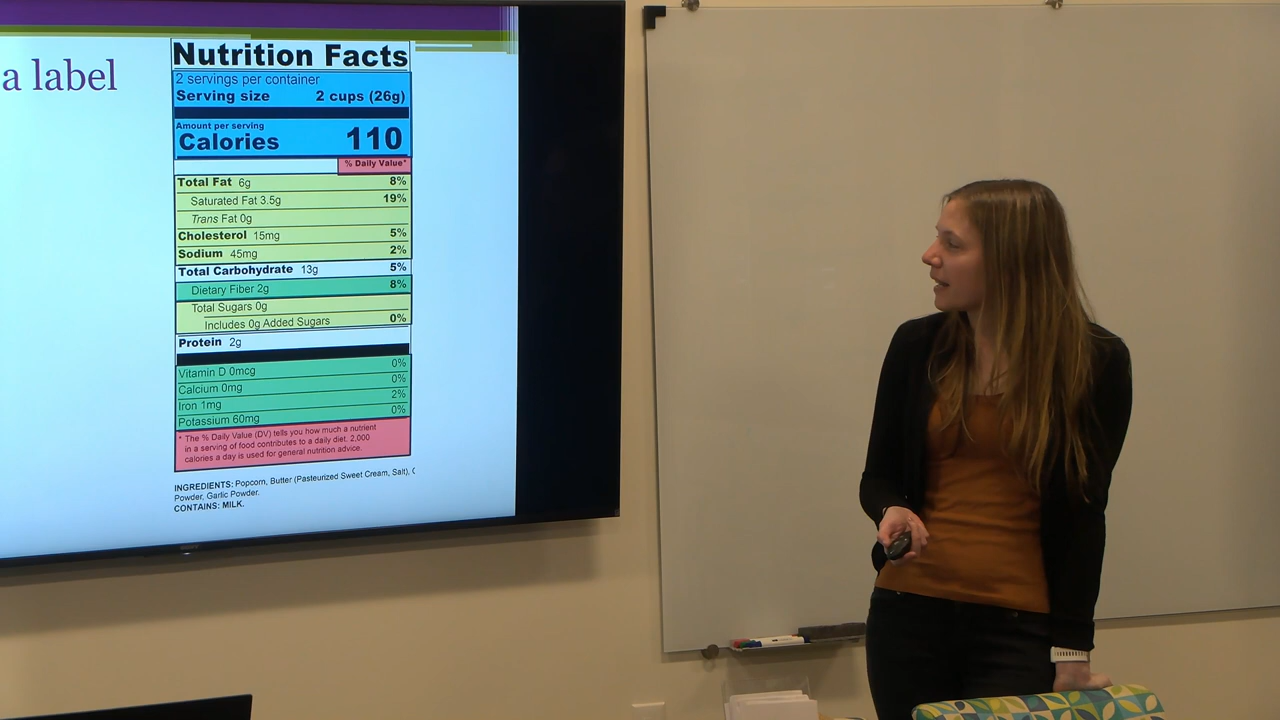 a label
Nutrition Facts
2 servings per container
Serving size 2 cups (26g)
Amount per serving
Calories 110
% Daily Value*
Total Fat 6g 8%
Saturated Fat 3.5g 19%
Trans Fat 0g
Cholesterol 15mg 5%
Sodium 45mg 2%
Total Carbohydrate 13g 5%
Dietary Fiber 2g 8%
Total Sugars 0g
Includes 0g Added Sugars 0%
Protein 2g
Vitamin D 0mcg 0%
Calcium 0mg 0%
Iron 1mg 2%
Potassium 60mg 0%
* The % Daily Value (DV) tells you how much a nutrient
in a serving of food contributes to a daily diet. 2,000
calories a day is used for general nutrition advice.
INGREDIENTS: Popcorn, Butter (Pasteurized Sweet Cream, Salt),
Powder, Garlic Powder.
CONTAINS: MILK.